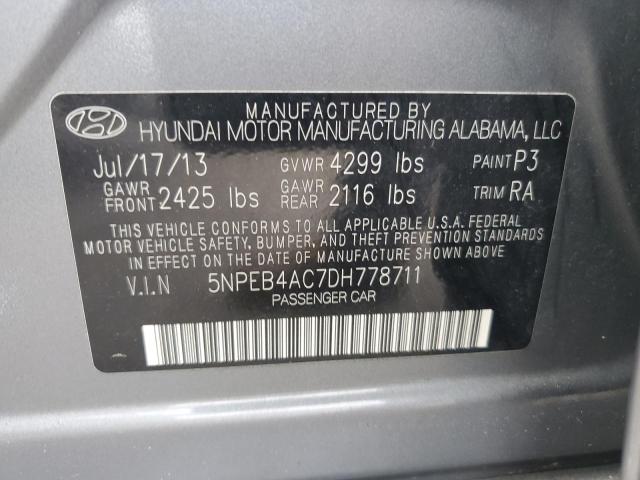 MANUFACTURED BY
HYUNDAI MOTOR MANUFACTURING ALABAMA, LLC
Jul/17/13 GVWR 4299 lbs PAINT P3
GAWR FRONT 2425 lbs GAWR REAR 2116 lbs TRIM RA
THIS VEHICLE CONFORMS TO ALL APPLICABLE U.S.A. FEDERAL
MOTOR VEHICLE SAFETY, BUMPER, AND THEFT PREVENTION STANDARDS
IN EFFECT ON THE DATE OF MANUFACTURE SHOWN ABOVE
V.I.N 5NPEB4AC7DH778711
PASSENGER CAR